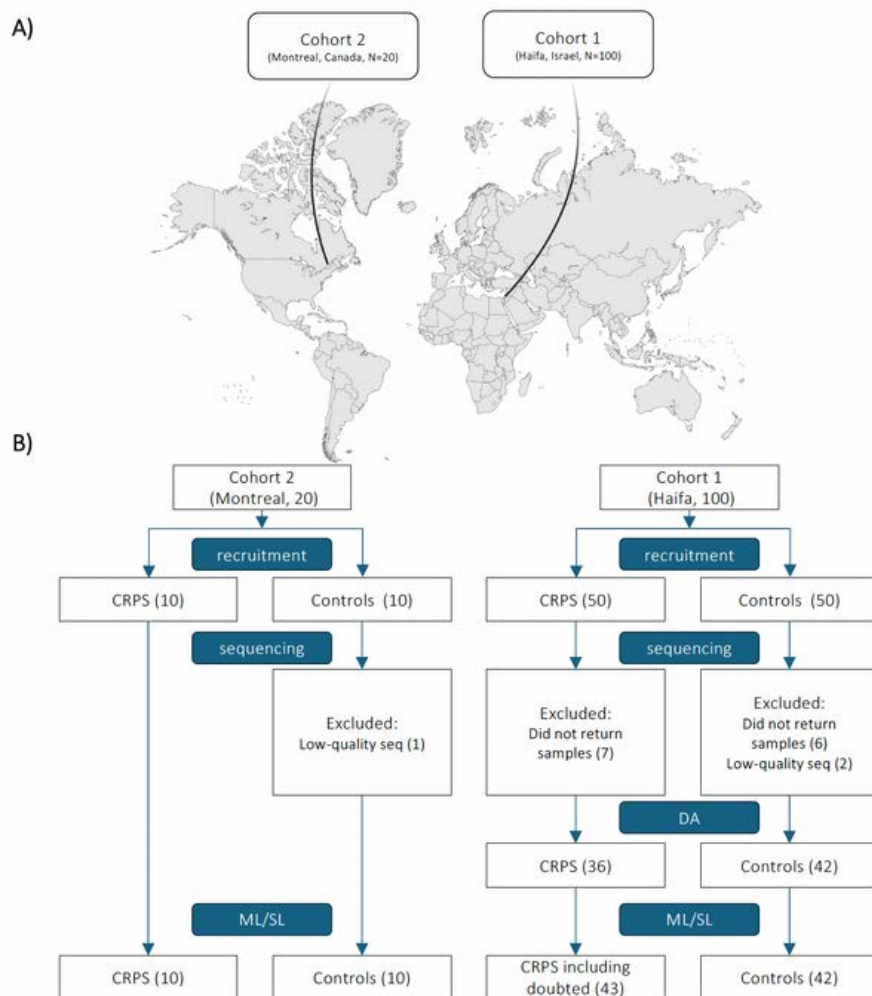 A)
Cohort 2
(Montreal, Canada, N=20)
Cohort 1
(Haifa, Israel, N=100)
B)
Cohort 2
(Montreal, 20)
Cohort 1
(Haifa, 100)
recruitment
recruitment
CRPS (10)
Controls (10)
CRPS (50)
Controls (50)
sequencing
sequencing
Excluded:
Low-quality seq (1)
Excluded:
Did not return
samples (7)
Excluded:
Did not return
samples (6)
Low-quality seq (2)
DA
CRPS (36)
Controls (42)
ML/SL
ML/SL
CRPS (10)
Controls (10)
CRPS including
doubted (43)
Controls (42)